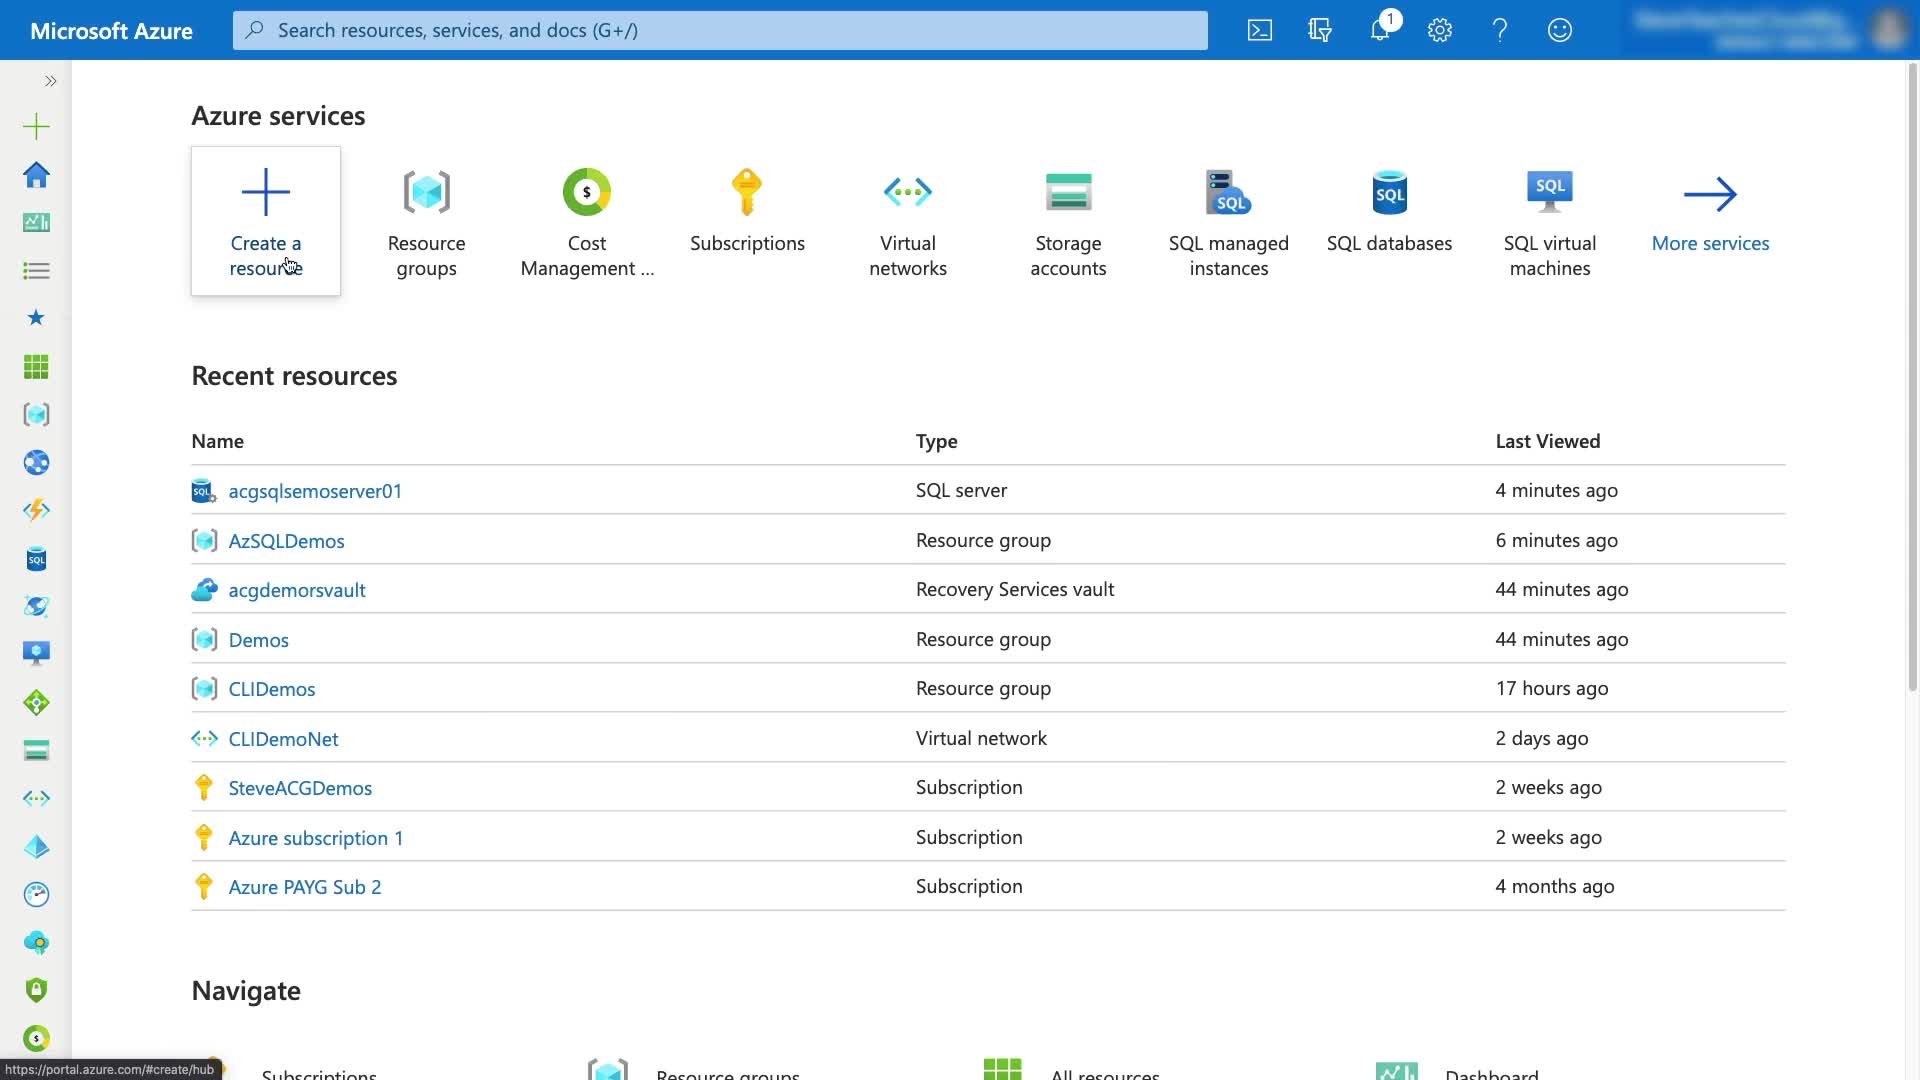 Microsoft Azure
Search resources, services, and docs (G+/)
1
Azure services
Create a
resource
Resource
groups
$
Cost
Management ...
Subscriptions
Virtual
networks
Storage
accounts
SQL
SQL managed
instances
SQL
SQL databases
SQL
SQL virtual
machines
More services
Recent resources
Name Type Last Viewed
SQL acgsqlsemoserver01 SQL server 4 minutes ago
AzSQLDemos Resource group 6 minutes ago
acgdemorsvault Recovery Services vault 44 minutes ago
Demos Resource group 44 minutes ago
CLIDemos Resource group 17 hours ago
CLIDemoNet Virtual network 2 days ago
SteveACGDemos Subscription 2 weeks ago
Azure subscription 1 Subscription 2 weeks ago
Azure PAYG Sub 2 Subscription 4 months ago
SQL
$
Navigate
Subscriptions Resource groups All resources Dashboard
https://portal.azure.com/#create/hub